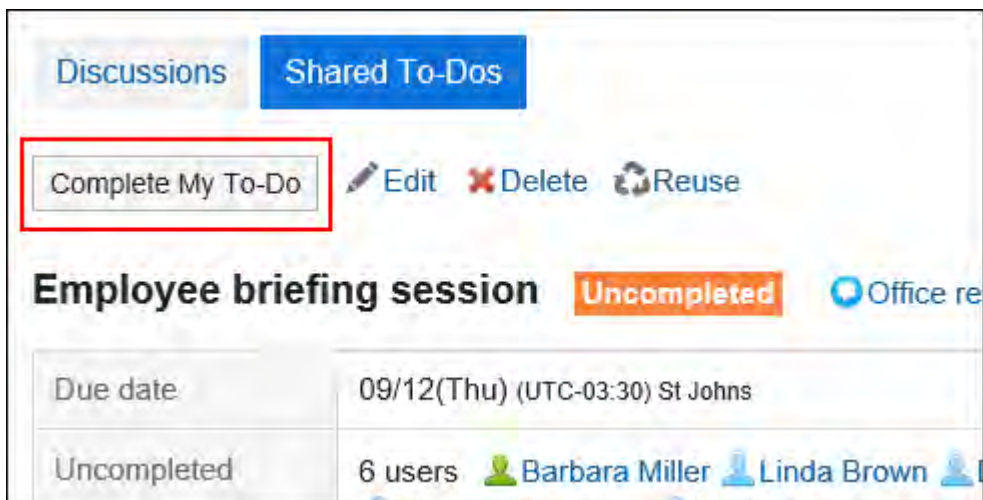 Discussions Shared To-Dos
Complete My To-Do Edit Delete Reuse
Employee briefing session Uncompleted Office re
Due date 09/12(Thu) (UTC-03:30) St Johns
Uncompleted 6 users Barbara Miller Linda Brown